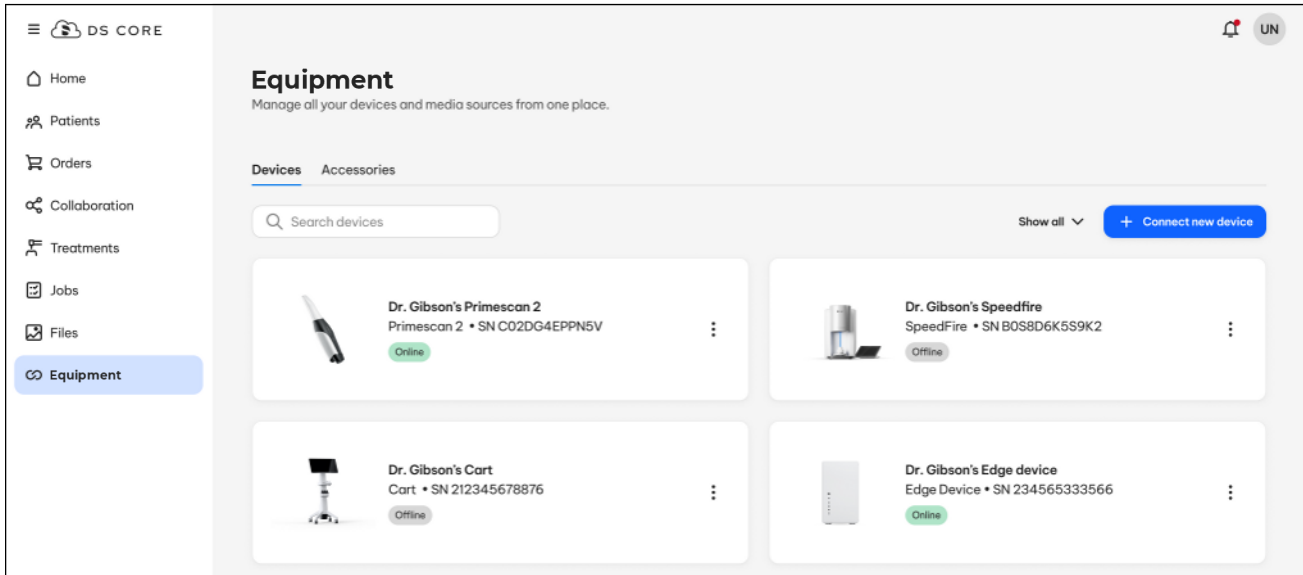 DS CORE
UN
Home
Patients
Orders
Collaboration
Treatments
Jobs
Files
Equipment
Equipment
Manage all your devices and media sources from one place.
Devices Accessories
Search devices
Show all
+ Connect new device
Dr. Gibson's Primescan 2
Primescan 2 • SN C02DG4EPPN5V
Online
Dr. Gibson's Speedfire
SpeedFire • SN B0S8D6K5S9K2
Offline
Dr. Gibson's Cart
Cart • SN 212345678876
Offline
Dr. Gibson's Edge device
Edge Device • SN 234565333566
Online